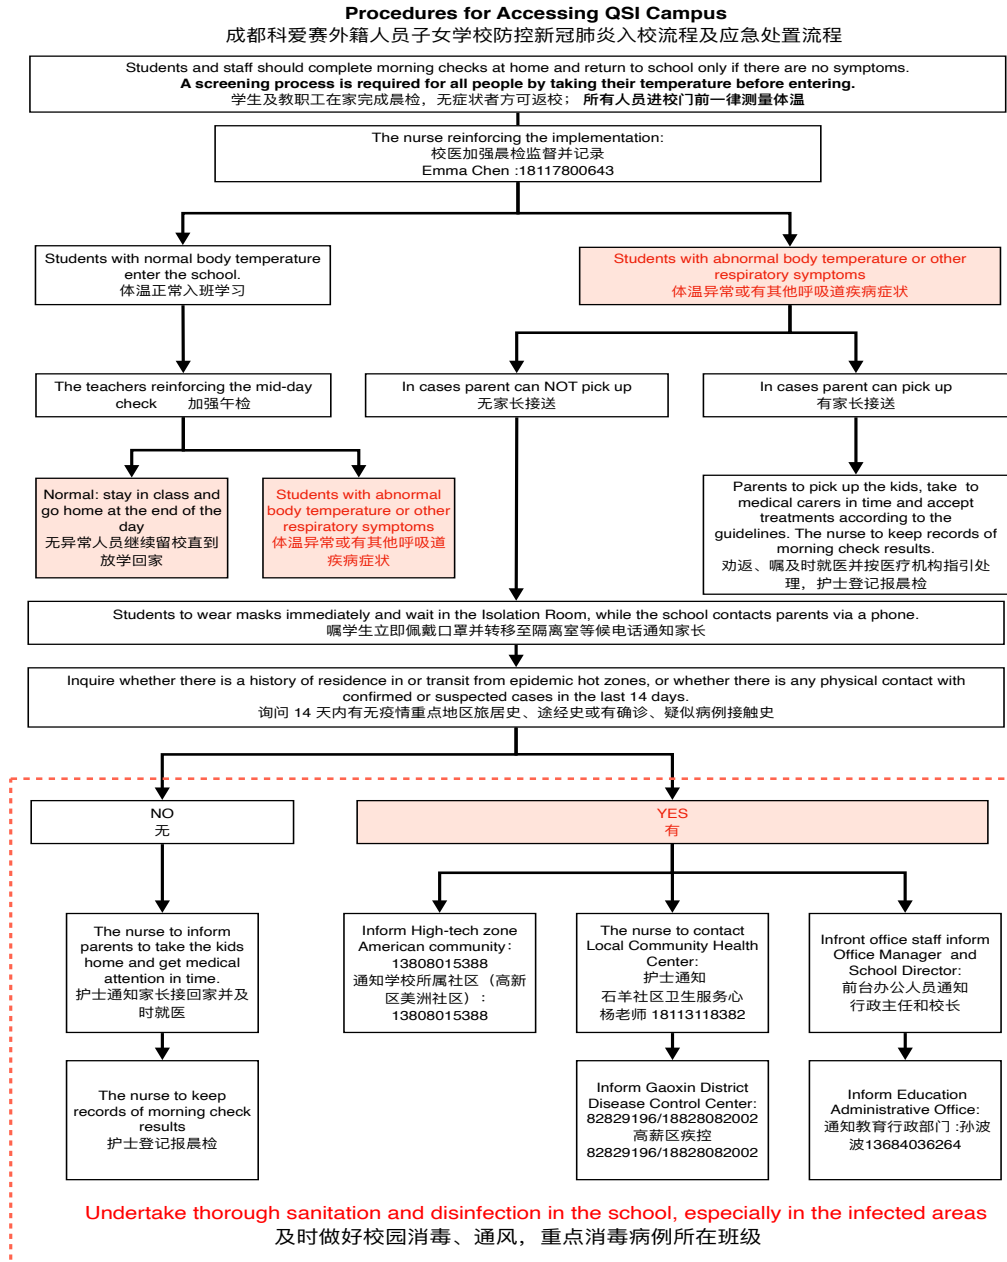 Procedures for Accessing QSI Campus
成都科爱赛外籍人员子女学校防控新冠肺炎入校流程及应急处置流程
Students and staff should complete morning checks at home and return to school only if there are no symptoms.
A screening process is required for all people by taking their temperature before entering.
学生及教职工在家完成晨检，无症状者方可返校； 所有人员进校门前一律测量体温
The nurse reinforcing the implementation:
校医加强晨检监督并记录
Emma Chen :18117800643
Students with normal body temperature
enter the school.
体温正常入班学习
Students with abnormal body temperature or other
respiratory symptoms
体温异常或有其他呼吸道疾病症状
The teachers reinforcing the mid-day
check 加强午检
In cases parent can NOT pick up
无家长接送
In cases parent can pick up
有家长接送
Normal: stay in class and
go home at the end of the
day
无异常人员继续留校直到
放学回家
Students with abnormal
body temperature or other
respiratory symptoms
体温异常或有其他呼吸道
疾病症状
Parents to pick up the kids, take to
medical carers in time and accept
treatments according to the
guidelines. The nurse to keep records of
morning check results.
劝返、嘱及时就医并按医疗机构指引处
理，护士登记报晨检
Students to wear masks immediately and wait in the Isolation Room, while the school contacts parents via a phone.
嘱学生立即佩戴口罩并转移至隔离室等候电话通知家长
Inquire whether there is a history of residence in or transit from epidemic hot zones, or whether there is any physical contact with
confirmed or suspected cases in the last 14 days.
询问 14 天内有无疫情重点地区旅居史、途经史或有确诊、疑似病例接触史
NO
无
YES
有
The nurse to inform
parents to take the kids
home and get medical
attention in time.
护士通知家长接回家并及
时就医
Inform High-tech zone
American community：
13808015388
通知学校所属社区（高新
区美洲社区）：
13808015388
The nurse to contact
Local Community Health
Center:
护士通知
石羊社区卫生服务心
杨老师 18113118382
Infront office staff inform
Office Manager and
School Director:
前台办公人员通知
行政主任和校长
The nurse to keep
records of morning check
results
护士登记报晨检
Inform Gaoxin District
Disease Control Center:
82829196/18828082002
高薪区疾控
82829196/18828082002
Inform Education
Administrative Office:
通知教育行政部门 :孙波
波13684036264
Undertake thorough sanitation and disinfection in the school, especially in the infected areas
及时做好校园消毒、通风，重点消毒病例所在班级